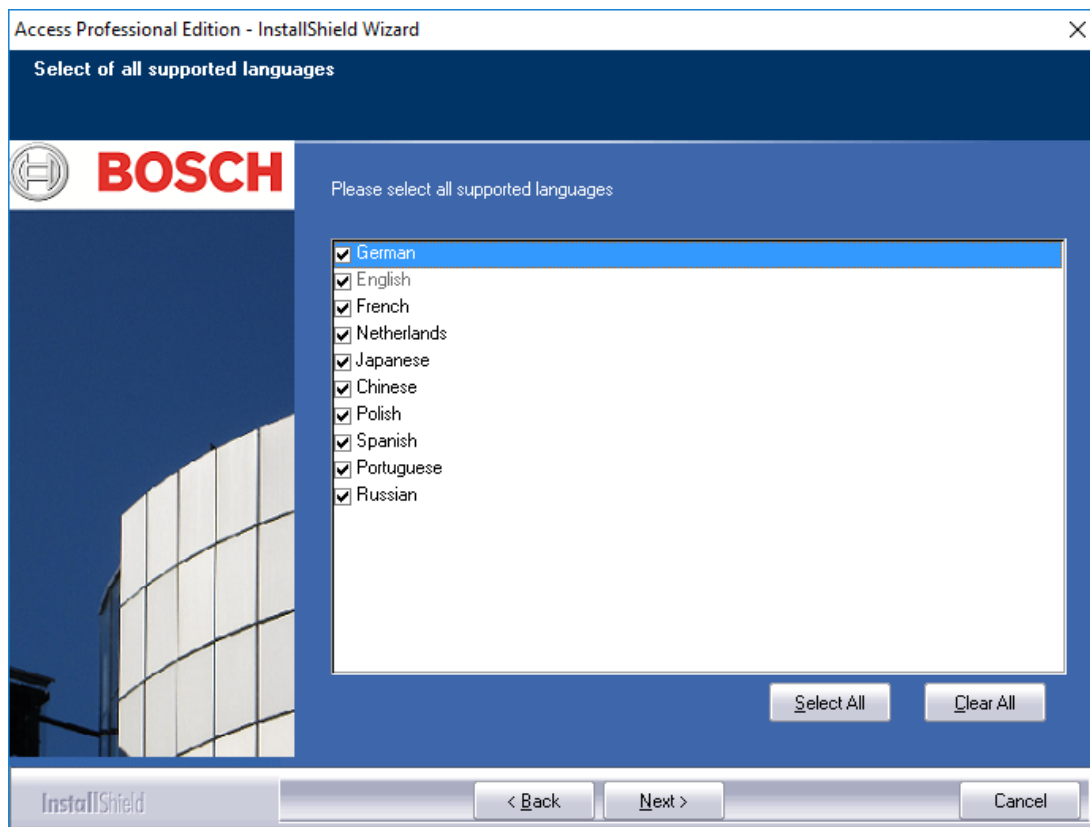 Access Professional Edition - InstallShield Wizard
Select of all supported languages
BOSCH
Please select all supported languages
German
English
French
Netherlands
Japanese
Chinese
Polish
Spanish
Portuguese
Russian
Select All
Clear All
InstallShield
< Back
Next >
Cancel